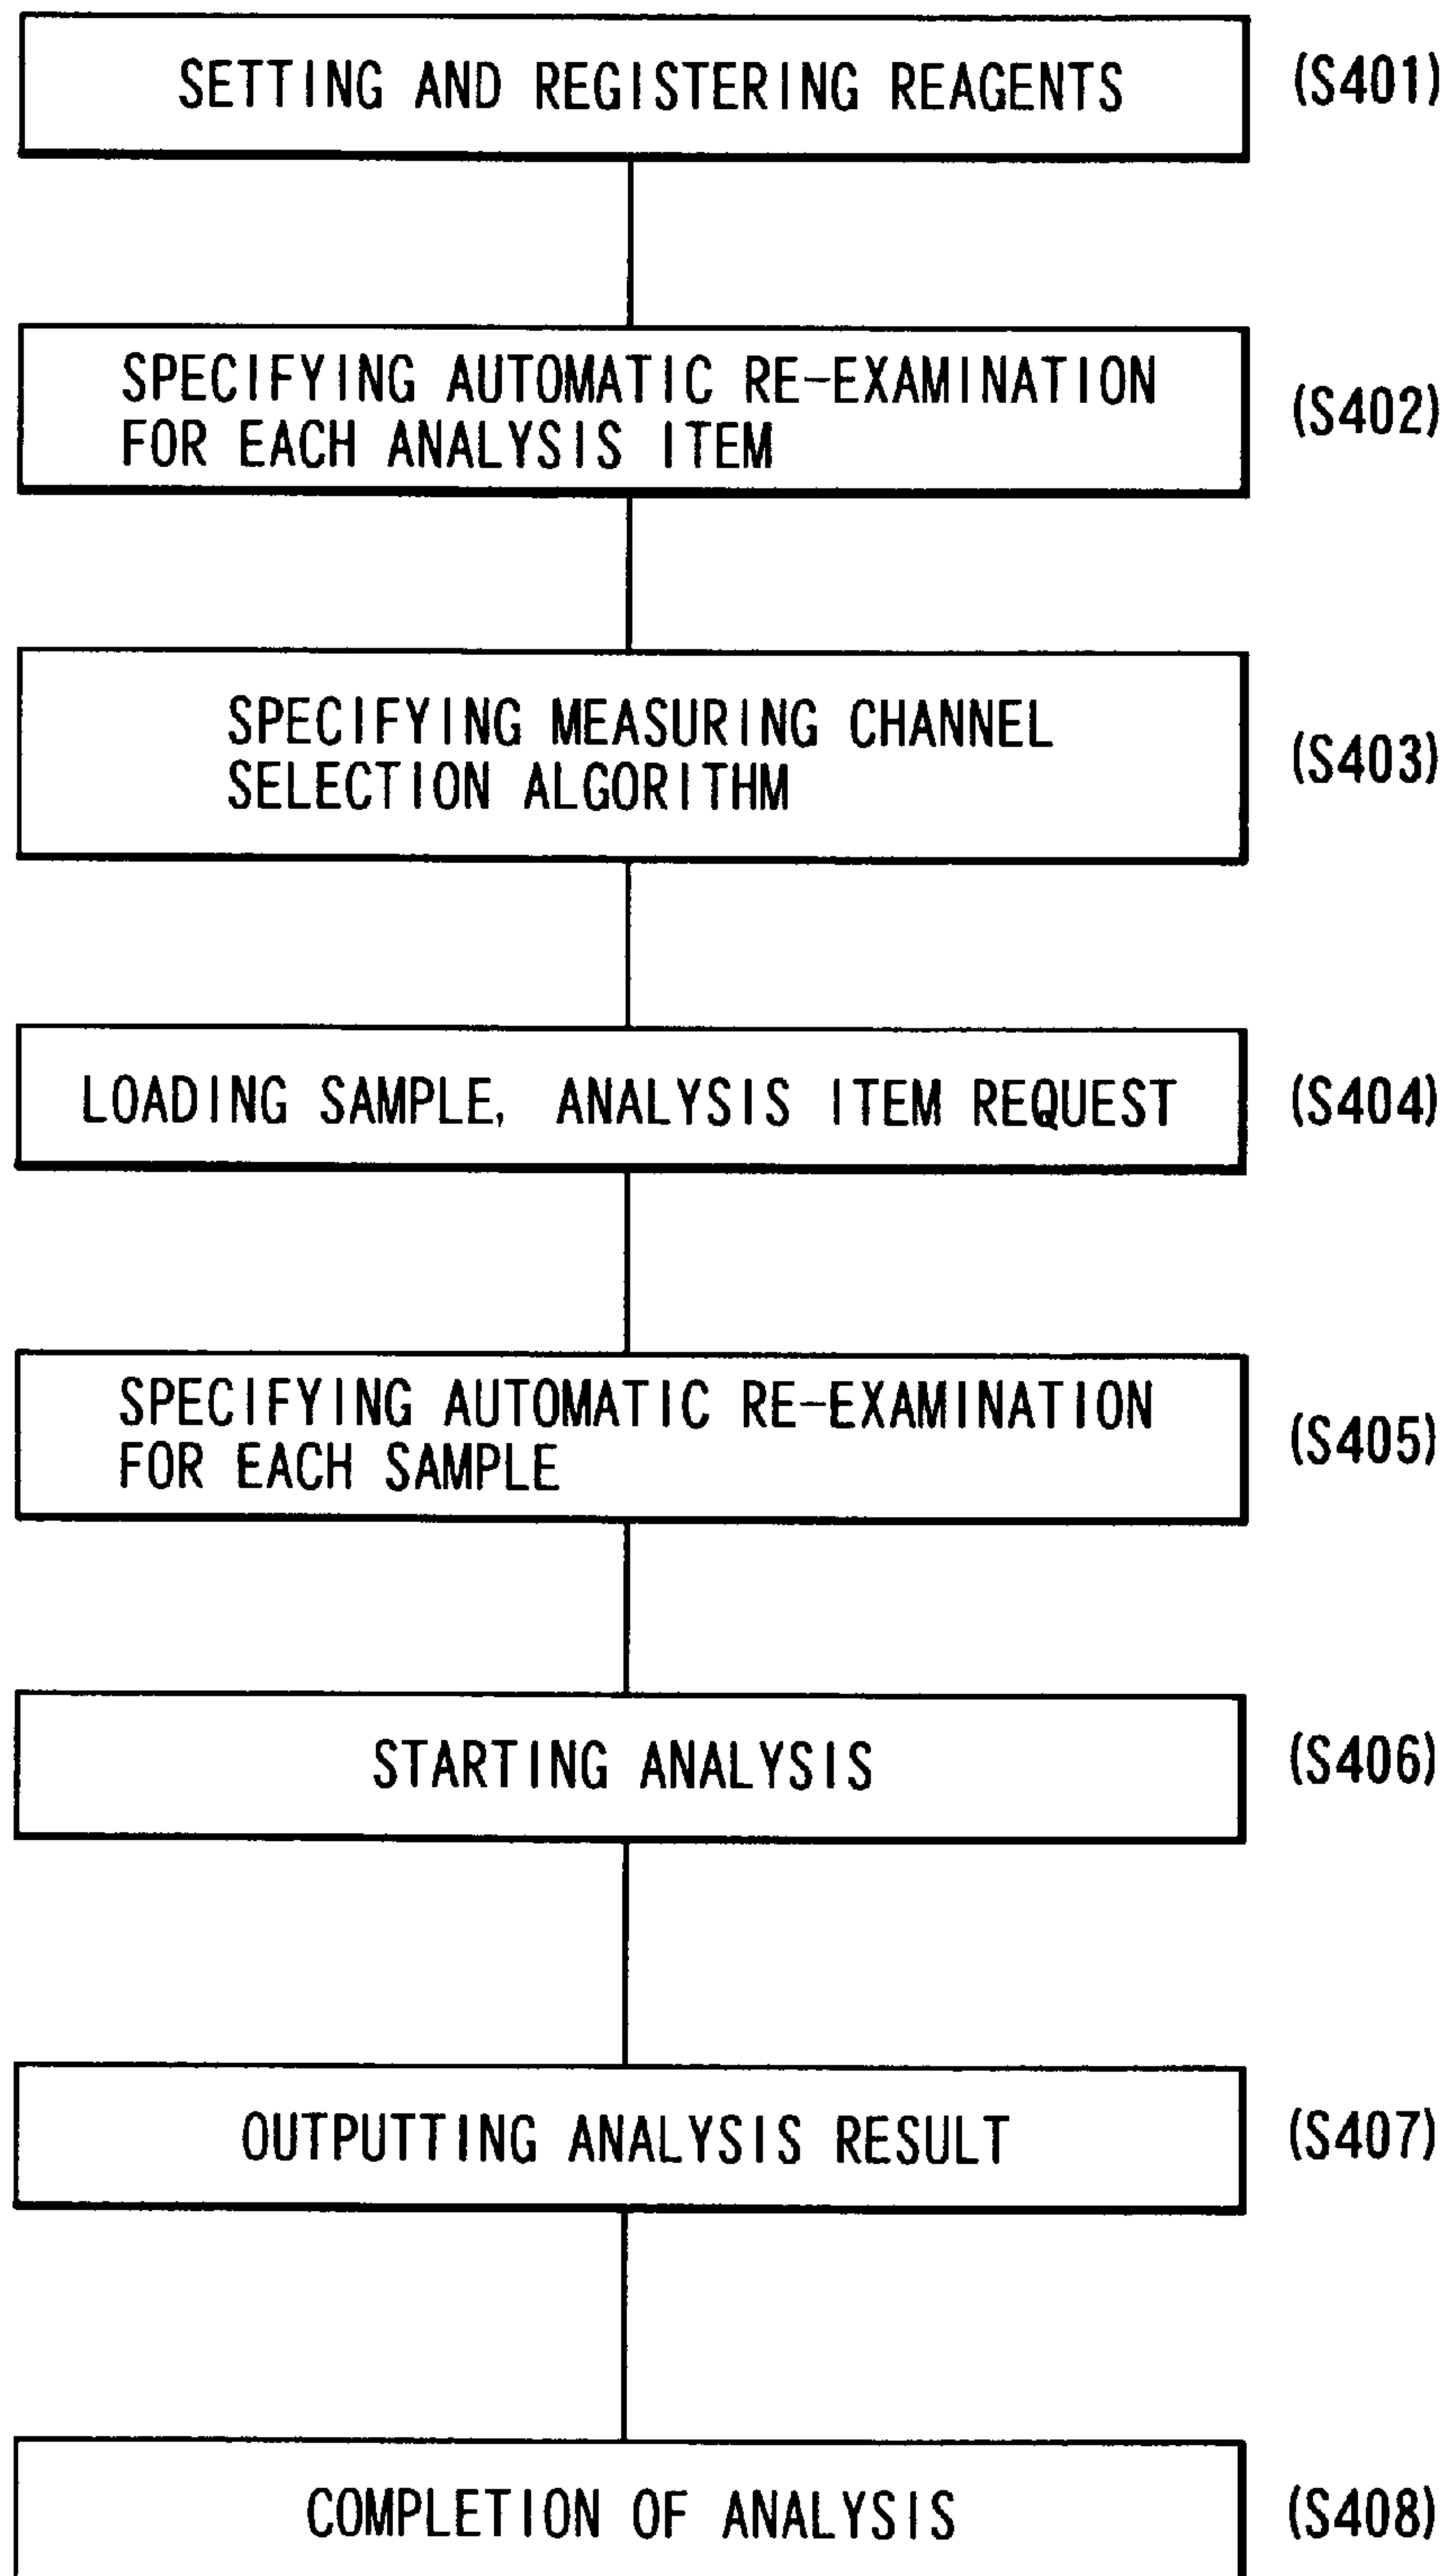 SETTING AND REGISTERING REAGENTS (S401)
SPECIFYING AUTOMATIC RE-EXAMINATION
FOR EACH ANALYSIS ITEM
(S402)
SPECIFYING MEASURING CHANNEL
SELECTION ALGORITHM
(S403)
LOADING SAMPLE, ANALYSIS ITEM REQUEST (S404)
SPECIFYING AUTOMATIC RE-EXAMINATION
FOR EACH SAMPLE
(S405)
STARTING ANALYSIS (S406)
OUTPUTTING ANALYSIS RESULT (S407)
COMPLETION OF ANALYSIS (S408)